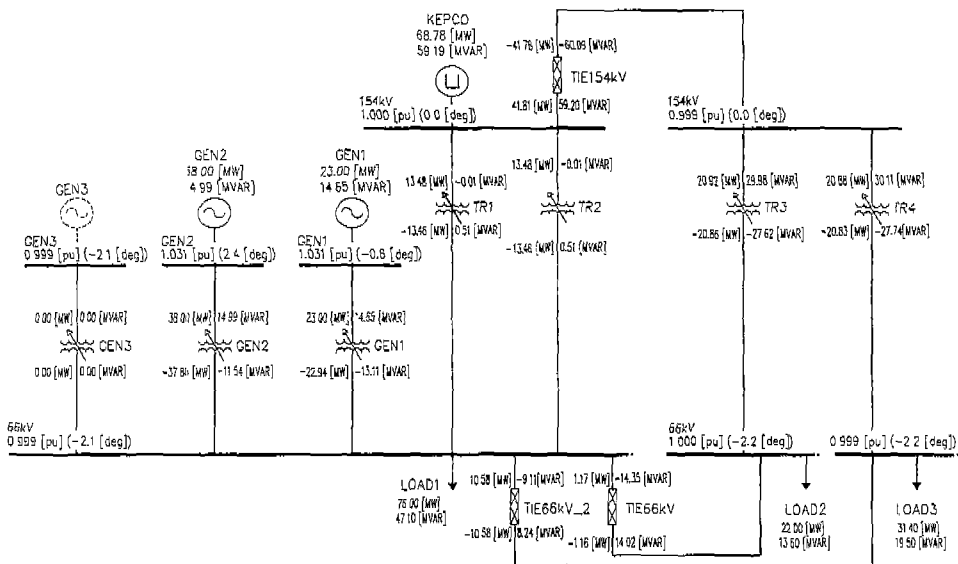 KEPCO
68.78 [MW]
59.19 [MVAR]
-41.78 [MW] -60.09 [MVAR]
TIE154kV
41.81 [MW] 59.20 [MVAR]
154kV
1.000 [pu] (0.0 [deg])
154kV
0.999 [pu] (0.0 [deg])
GEN3
GEN2
38.00 [MW]
14.99 [MVAR]
GEN1
23.00 [MW]
14.65 [MVAR]
13.48 [MW] -0.01 [MVAR]
TR1
-13.46 [MW] 0.51 [MVAR]
13.48 [MW] -0.01 [MVAR]
TR2
-13.46 [MW] 0.51 [MVAR]
20.92 [MW] 29.98 [MVAR]
TR3
-20.86 [MW] -27.62 [MVAR]
20.88 [MW] 30.11 [MVAR]
TR4
-20.83 [MW] -27.74 [MVAR]
GEN3
0.999 [pu] (-2.1 [deg])
GEN2
1.031 [pu] (2.4 [deg])
GEN1
1.031 [pu] (-0.8 [deg])
0.00 [MW] 0.00 [MVAR]
GEN3
0.00 [MW] 0.00 [MVAR]
38.00 [MW] 14.99 [MVAR]
GEN2
[MW] -11.54 [MVAR]
23.00 [MW] 14.65 [MVAR]
GEN1
-22.94 [MW] -13.11 [MVAR]
66kV
0.999 [pu] (-2.1 [deg])
66kV
1.000 [pu] (-2.2 [deg])
0.999 [pu] (-2.2 [deg])
LOAD1
[MW]
47.10 [MVAR]
10.58 [MW] -9.11 [MVAR]
TIE66kV_2
-10.58 [MW] 8.24 [MVAR]
1.17 [MW] -14.35 [MVAR]
TIE66kV
-1.16 [MW] 14.02 [MVAR]
LOAD2
22.00 [MW]
13.60 [MVAR]
LOAD3
31.40 [MW]
19.50 [MVAR]